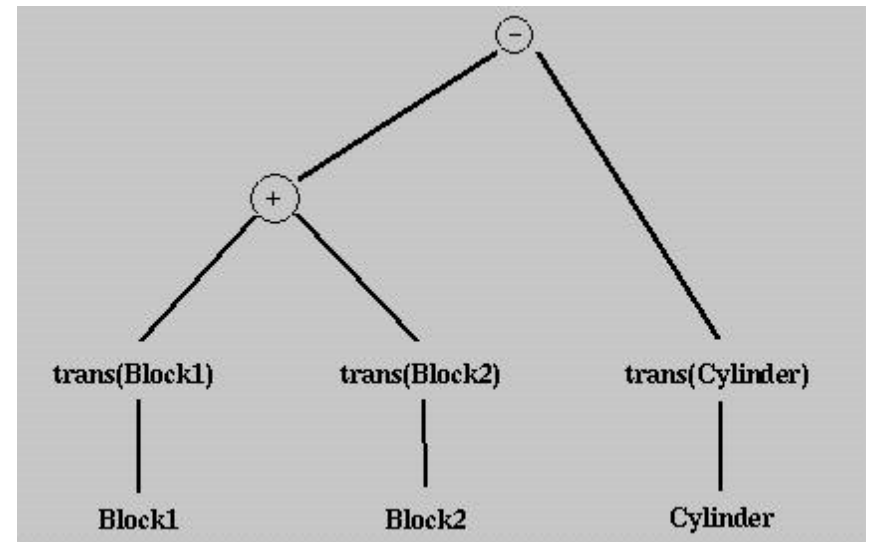 −
+
trans(Block1) trans(Block2) trans(Cylinder)
Block1 Block2 Cylinder